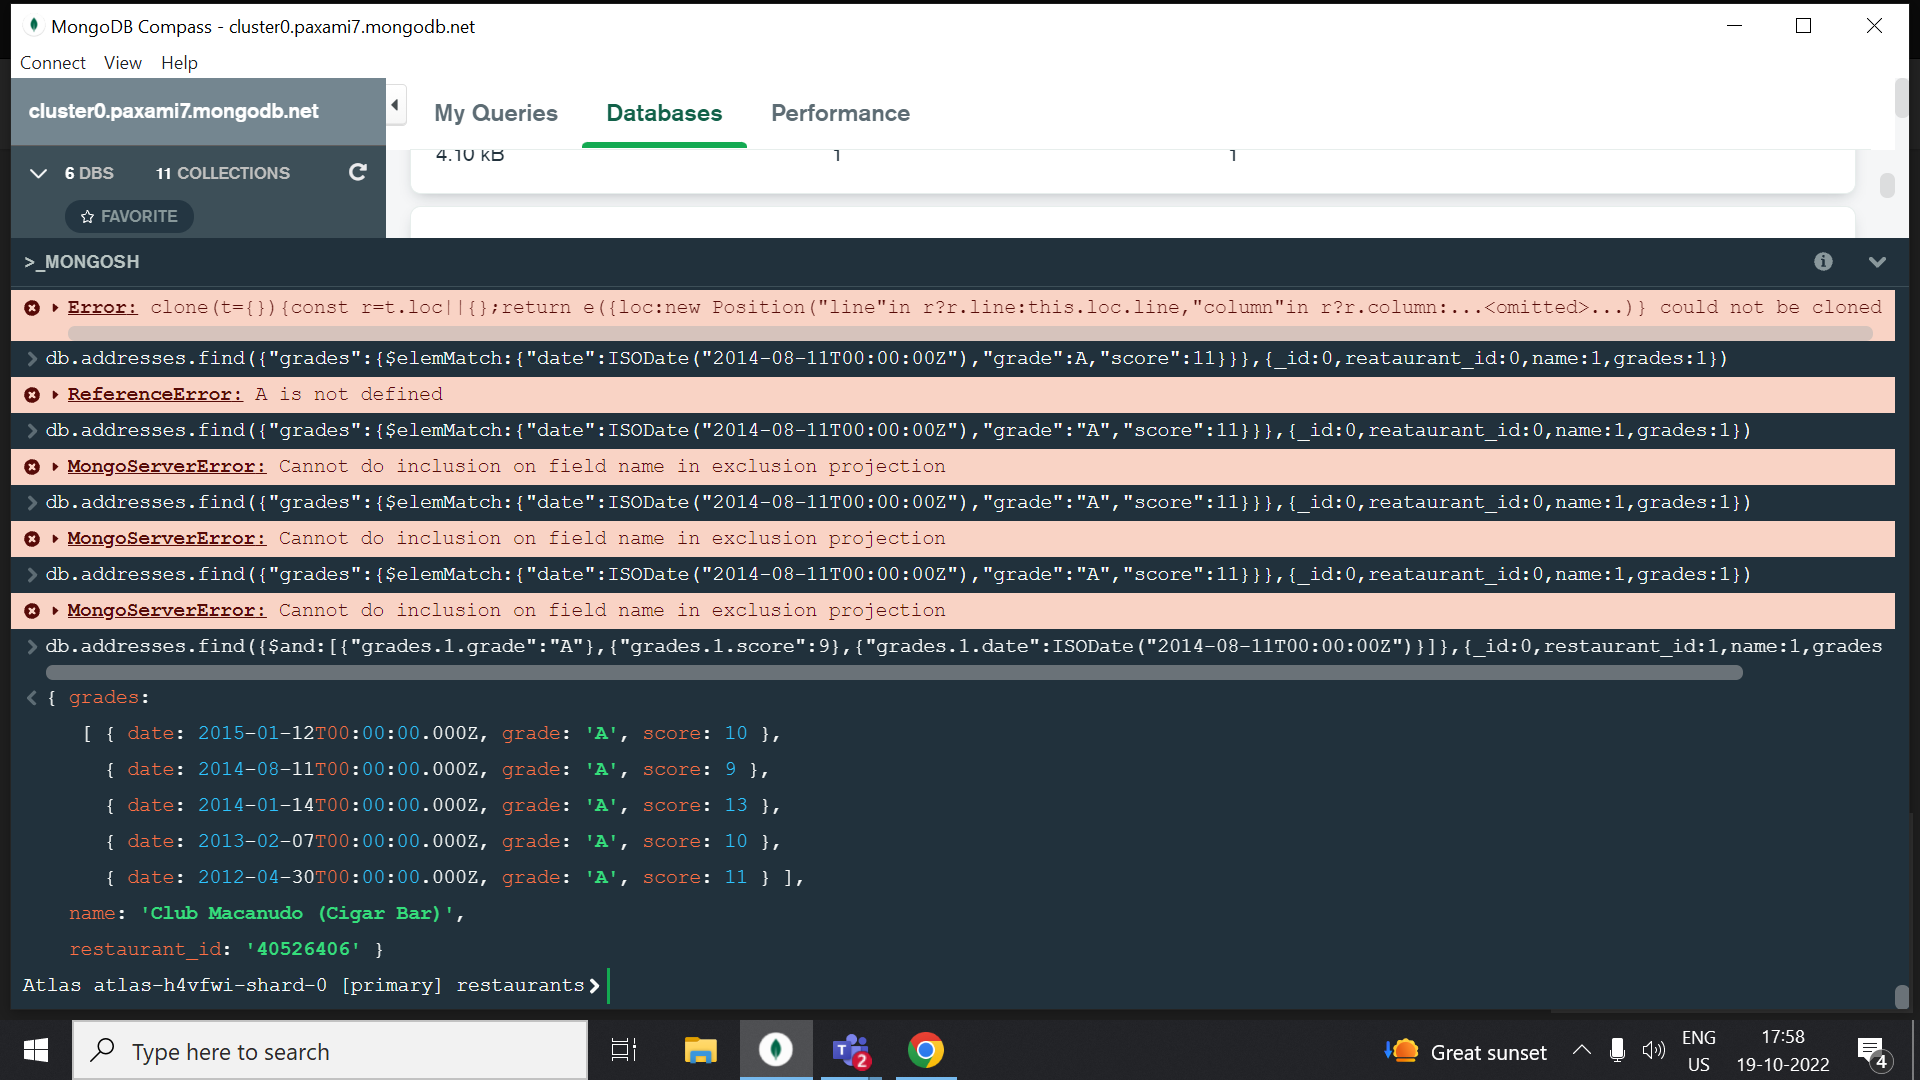 MongoDB Compass - cluster0.paxami7.mongodb.net
Connect View Help
cluster0.paxami7.mongodb.net
My Queries Databases Performance
4.10 kB 1 1
6 DBS 11 COLLECTIONS
FAVORITE
>_MONGOSH
Error: clone(t={}){const r=t.loc||{};return e({loc:new Position("line"in r?r.line:this.loc.line,"column"in r?r.column:...<omitted>...)} could not be cloned
db.addresses.find({"grades":{$elemMatch:{"date":ISODate("2014-08-11T00:00:00Z"),"grade":A,"score":11}}},{_id:0,reataurant_id:0,name:1,grades:1})
ReferenceError: A is not defined
db.addresses.find({"grades":{$elemMatch:{"date":ISODate("2014-08-11T00:00:00Z"),"grade":"A","score":11}}},{_id:0,reataurant_id:0,name:1,grades:1})
MongoServerError: Cannot do inclusion on field name in exclusion projection
db.addresses.find({"grades":{$elemMatch:{"date":ISODate("2014-08-11T00:00:00Z"),"grade":"A","score":11}}},{_id:0,reataurant_id:0,name:1,grades:1})
MongoServerError: Cannot do inclusion on field name in exclusion projection
db.addresses.find({"grades":{$elemMatch:{"date":ISODate("2014-08-11T00:00:00Z"),"grade":"A","score":11}}},{_id:0,reataurant_id:0,name:1,grades:1})
MongoServerError: Cannot do inclusion on field name in exclusion projection
db.addresses.find({$and:[{"grades.1.grade":"A"},{"grades.1.score":9},{"grades.1.date":ISODate("2014-08-11T00:00:00Z")}]},{_id:0,restaurant_id:1,name:1,grades
{ grades:
[ { date: 2015-01-12T00:00:00.000Z, grade: 'A', score: 10 },
{ date: 2014-08-11T00:00:00.000Z, grade: 'A', score: 9 },
{ date: 2014-01-14T00:00:00.000Z, grade: 'A', score: 13 },
{ date: 2013-02-07T00:00:00.000Z, grade: 'A', score: 10 },
{ date: 2012-04-30T00:00:00.000Z, grade: 'A', score: 11 } ],
name: 'Club Macanudo (Cigar Bar)',
restaurant_id: '40526406' }
Atlas atlas-h4vfwi-shard-0 [primary] restaurants>
Type here to search
T 2
Great sunset
ENG
US
17:58
19-10-2022
4